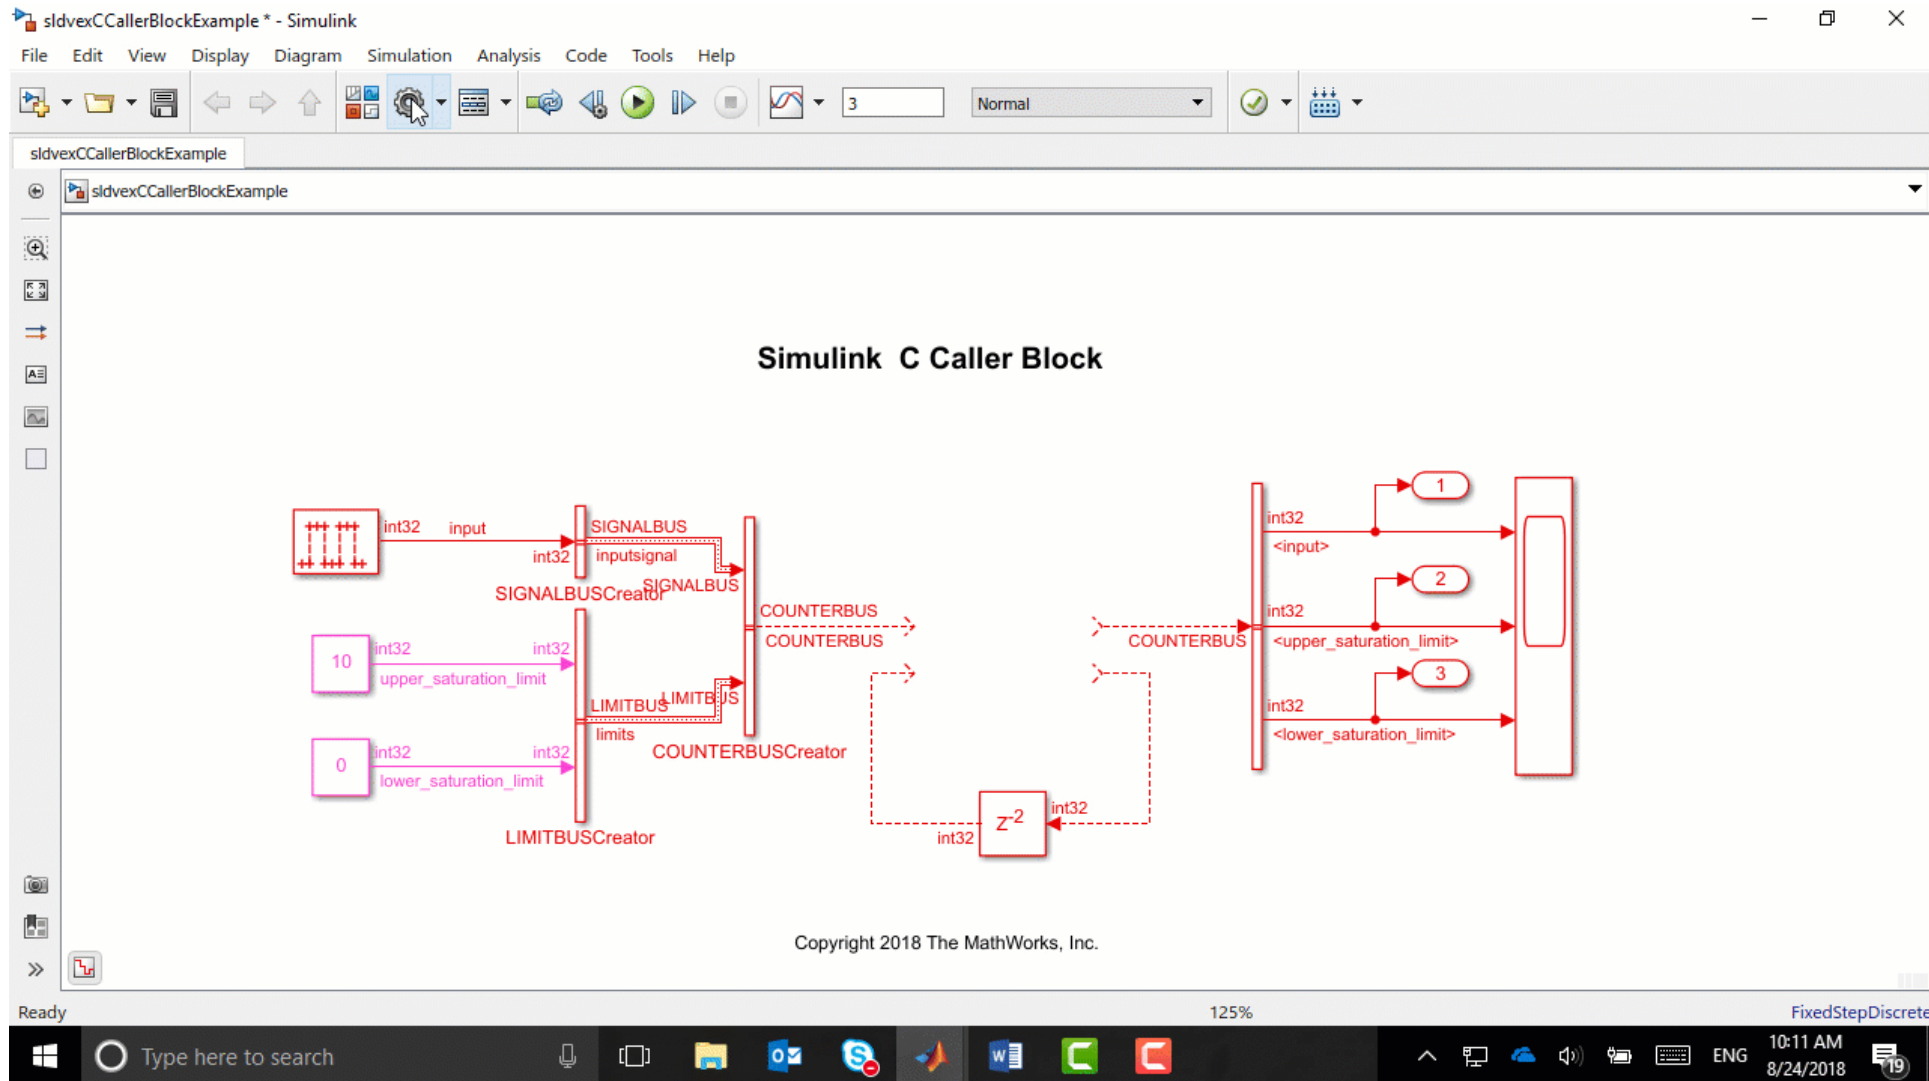 sldvexCCallerBlockExample * - Simulink
File Edit View Display Diagram Simulation Analysis Code Tools Help
3 Normal
sldvexCCallerBlockExample
sldvexCCallerBlockExample
Simulink C Caller Block
int32 input
int32
SIGNALBUS
inputsignal
SIGNALBUSCreator
SIGNALBUS
10
int32
upper_saturation_limit
int32
0
int32
lower_saturation_limit
int32
LIMITBUS
limits
LIMITBUS
LIMITBUSCreator
COUNTERBUS
COUNTERBUS
COUNTERBUSCreator
int32
Z-2
int32
COUNTERBUS
int32
<input>
1
int32
<upper_saturation_limit>
2
int32
<lower_saturation_limit>
3
Copyright 2018 The MathWorks, Inc.
Ready 125% FixedStepDiscrete
Type here to search
ENG
10:11 AM
8/24/2018
19